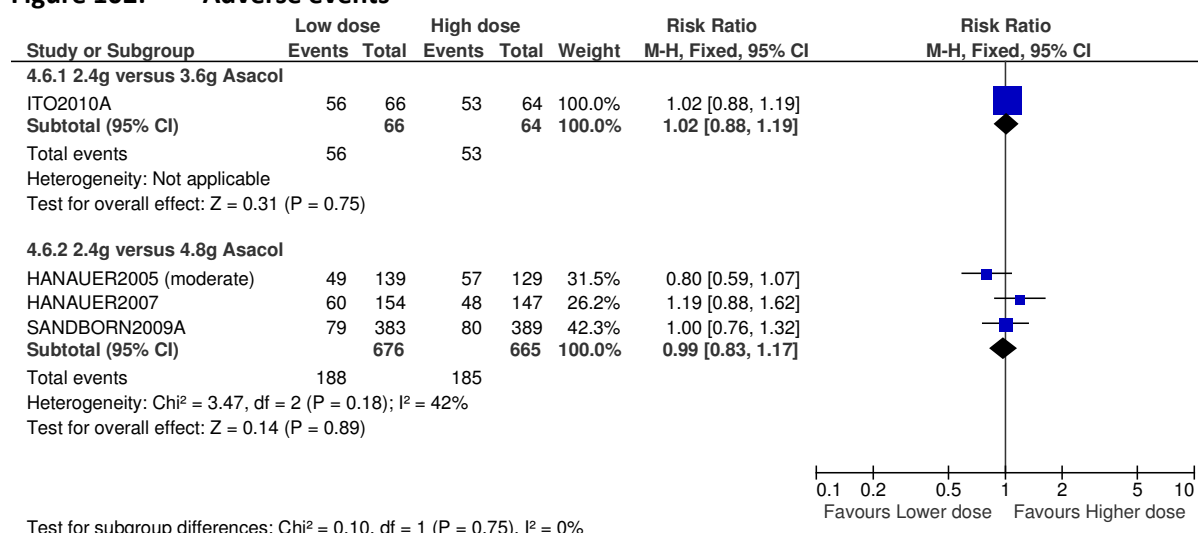 Figure 102. Adverse events
Low dose High dose Risk Ratio Risk Ratio
Study or Subgroup Events Total Events Total Weight M-H, Fixed, 95% CI M-H, Fixed, 95% CI
4.6.1 2.4g versus 3.6g Asacol
ITO2010A 56 66 53 64 100.0% 1.02 [0.88, 1.19]
Subtotal (95% CI) 66 64 100.0% 1.02 [0.88, 1.19]
Total events 56 53
Heterogeneity: Not applicable
Test for overall effect: Z = 0.31 (P = 0.75)
4.6.2 2.4g versus 4.8g Asacol
HANAUER2005 (moderate) 49 139 57 129 31.5% 0.80 [0.59, 1.07]
HANAUER2007 60 154 48 147 26.2% 1.19 [0.88, 1.62]
SANDBORN2009A 79 383 80 389 42.3% 1.00 [0.76, 1.32]
Subtotal (95% CI) 676 665 100.0% 0.99 [0.83, 1.17]
Total events 188 185
Heterogeneity: Chi² = 3.47, df = 2 (P = 0.18); I² = 42%
Test for overall effect: Z = 0.14 (P = 0.89)
0.1 0.2 0.5 1 2 5 10
Favours Lower dose Favours Higher dose
Test for subgroup differences: Chi² = 0.10, df = 1 (P = 0.75), I² = 0%